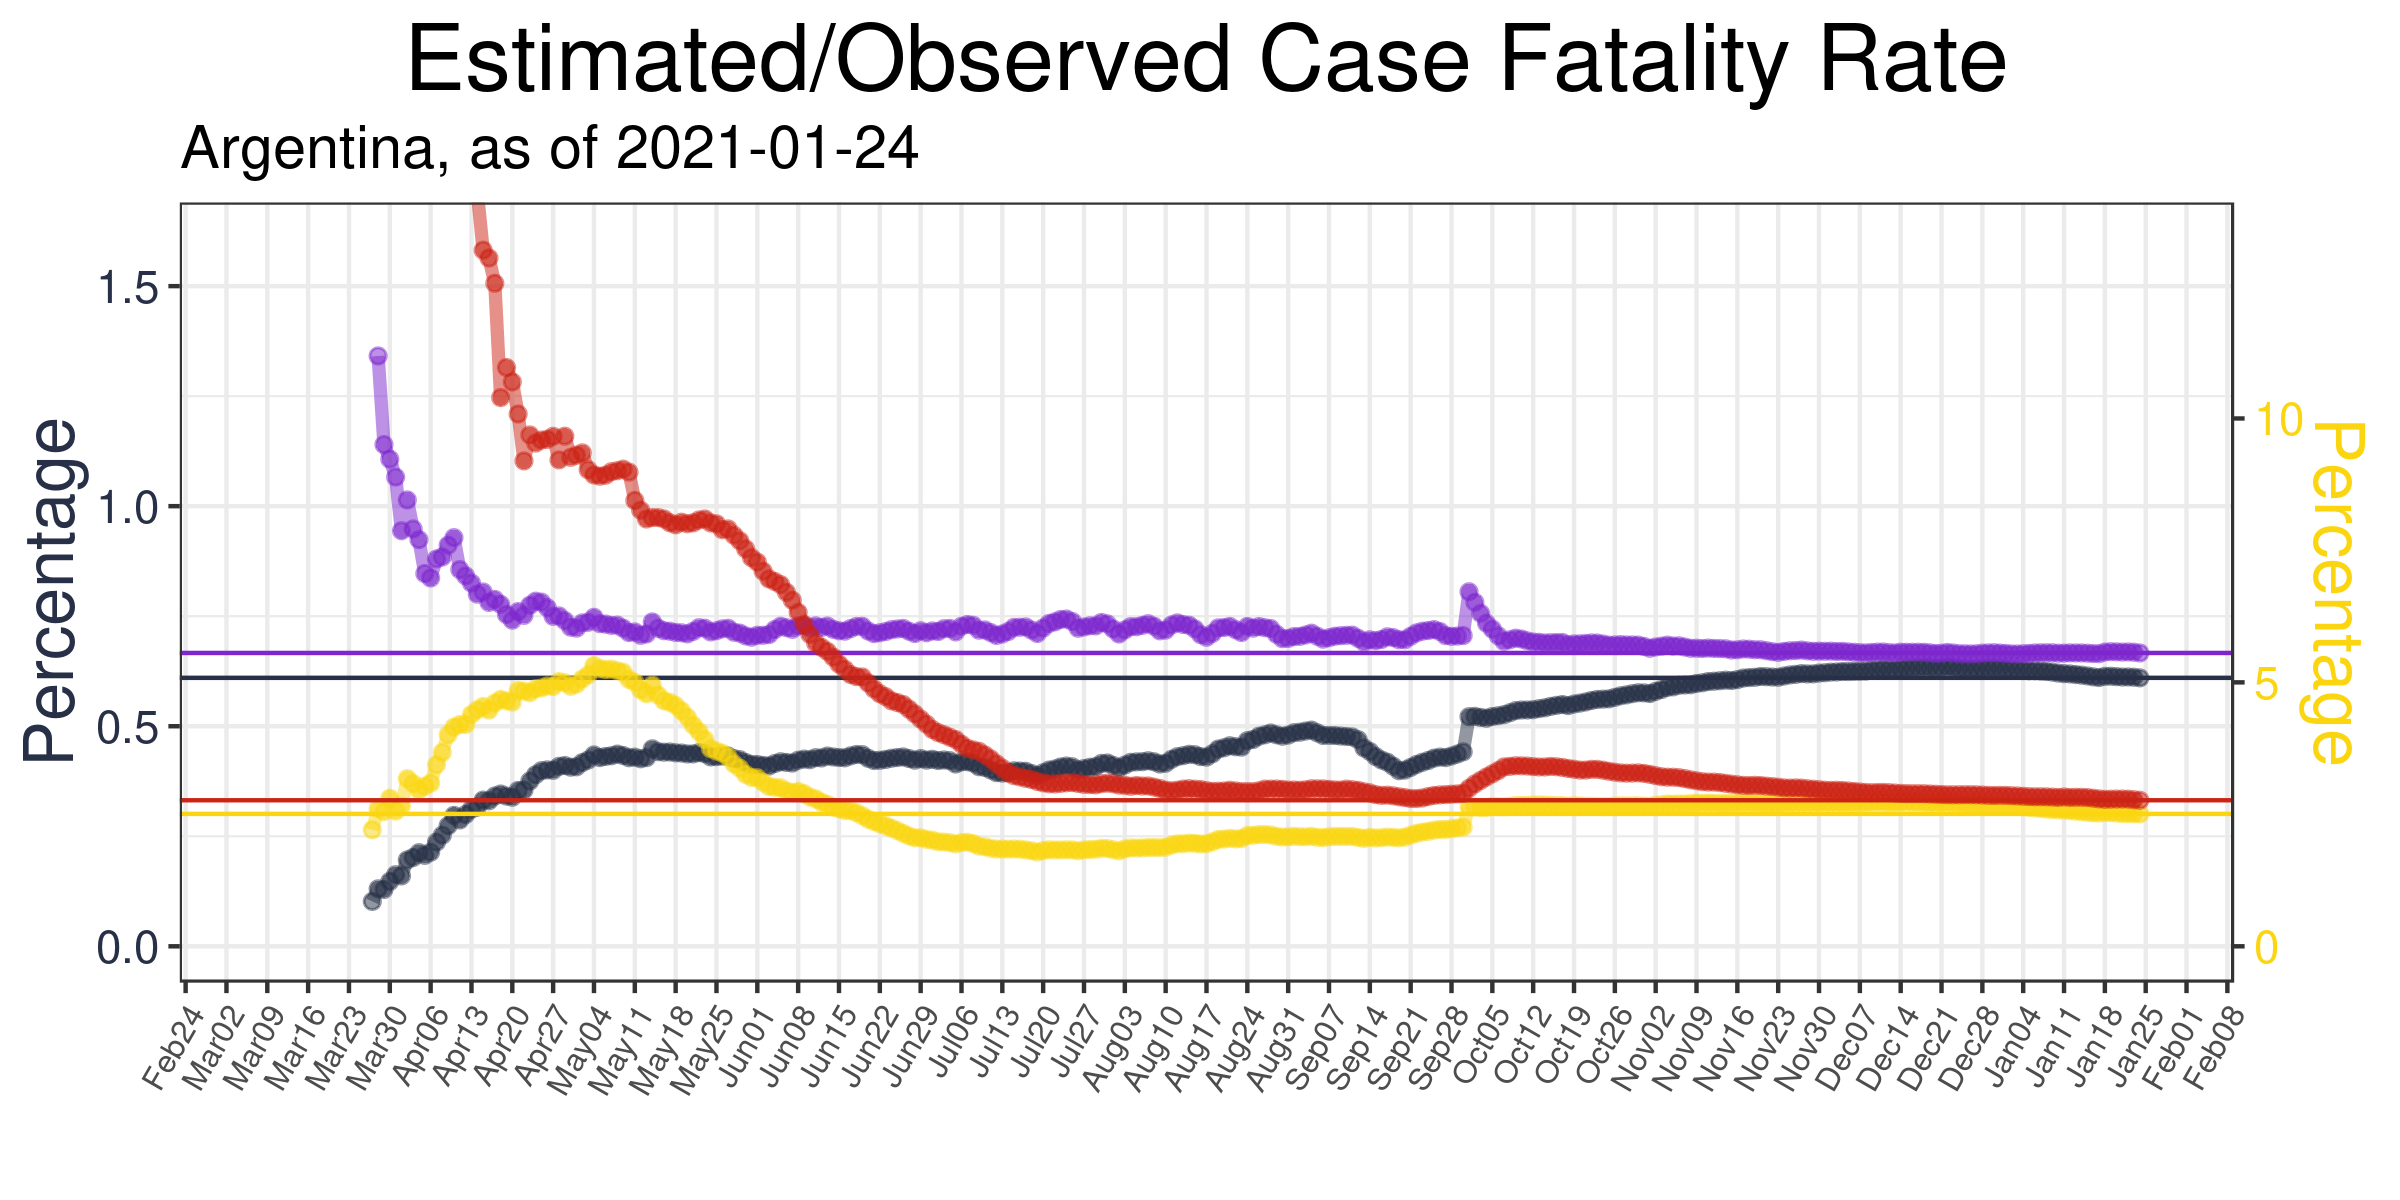 Estimated/Observed Case Fatality Rate
Argentina, as of 2021-01-24
Percentage
1.5
1.0
0.5
0.0
10
5
0
Percentage
Feb24
Mar02
Mar09
Mar16
Mar23
Mar30
Apr06
Apr13
Apr20
Apr27
May04
May11
May18
May25
Jun01
Jun08
Jun15
Jun22
Jun29
Jul06
Jul13
Jul20
Jul27
Aug03
Aug10
Aug17
Aug24
Aug31
Sep07
Sep14
Sep21
Sep28
Oct05
Oct12
Oct19
Oct26
Nov02
Nov09
Nov16
Nov23
Nov30
Dec07
Dec14
Dec21
Dec28
Jan04
Jan11
Jan18
Jan25
Feb01
Feb08